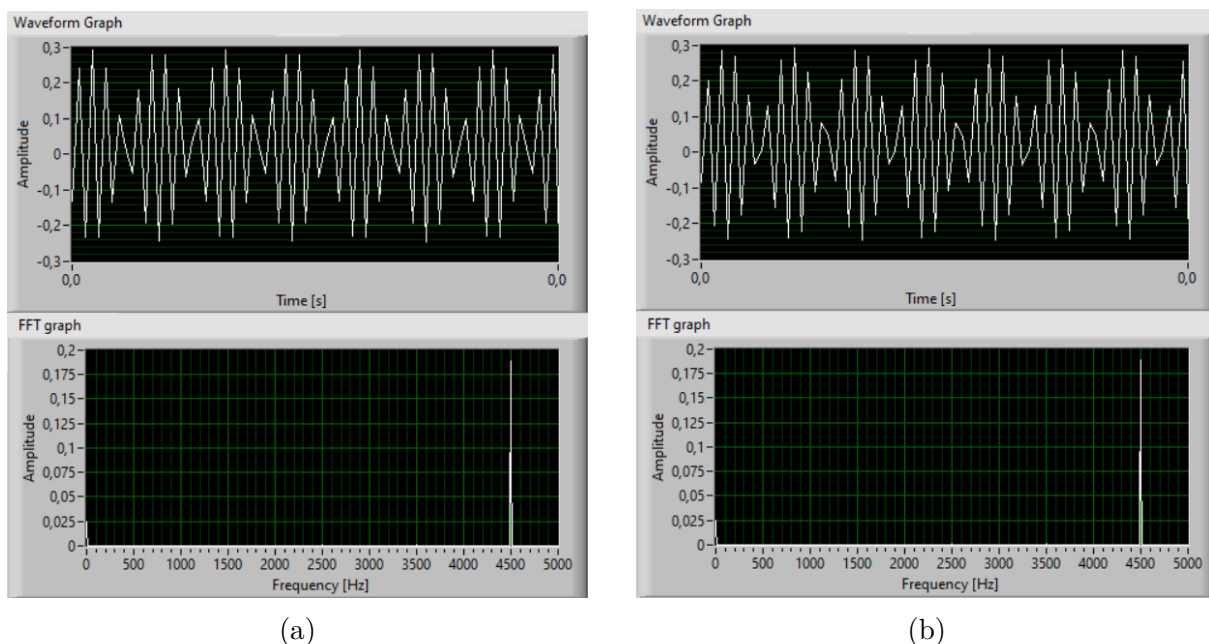 Waveform Graph
0,3
0,2
0,1
0
-0,1
-0,2
-0,3
Amplitude
0,0
0,0
Time [s]
FFT graph
0,2
0,175
0,15
0,125
0,1
0,075
0,05
0,025
0
Amplitude
0 500 1000 1500 2000 2500 3000 3500 4000 4500 5000
Frequency [Hz]
(a)
Waveform Graph
0,3
0,2
0,1
0
-0,1
-0,2
-0,3
Amplitude
0,0
0,0
Time [s]
FFT graph
0,2
0,175
0,15
0,125
0,1
0,075
0,05
0,025
0
Amplitude
0 500 1000 1500 2000 2500 3000 3500 4000 4500 5000
Frequency [Hz]
(b)